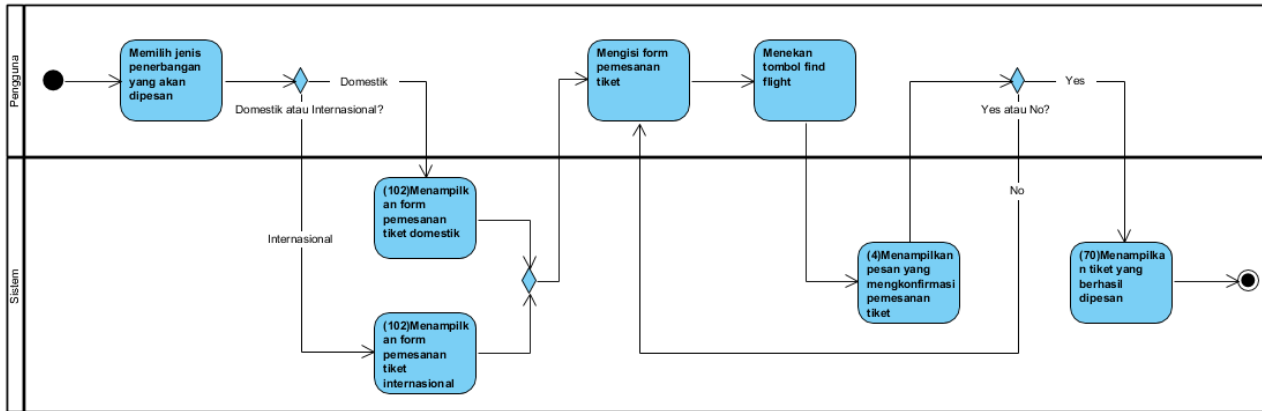 Pengguna
Memilih jenis
penerbangan
yang akan
dipesan
Domestik
Domestik atau Internasional?
Mengisi form
pemesanan
tiket
Menekan
tombol find
flight
Yes
Yes atau No?
Sistem
(102)Menampilk
an form
pemesanan
tiket domestik
Internasional
(102)Menampilk
an form
pemesanan
tiket
internasional
No
(4)Menampilkan
pesan yang
mengkonfirmasi
pemesanan
tiket
(70)Menampilka
n tiket yang
berhasil
dipesan